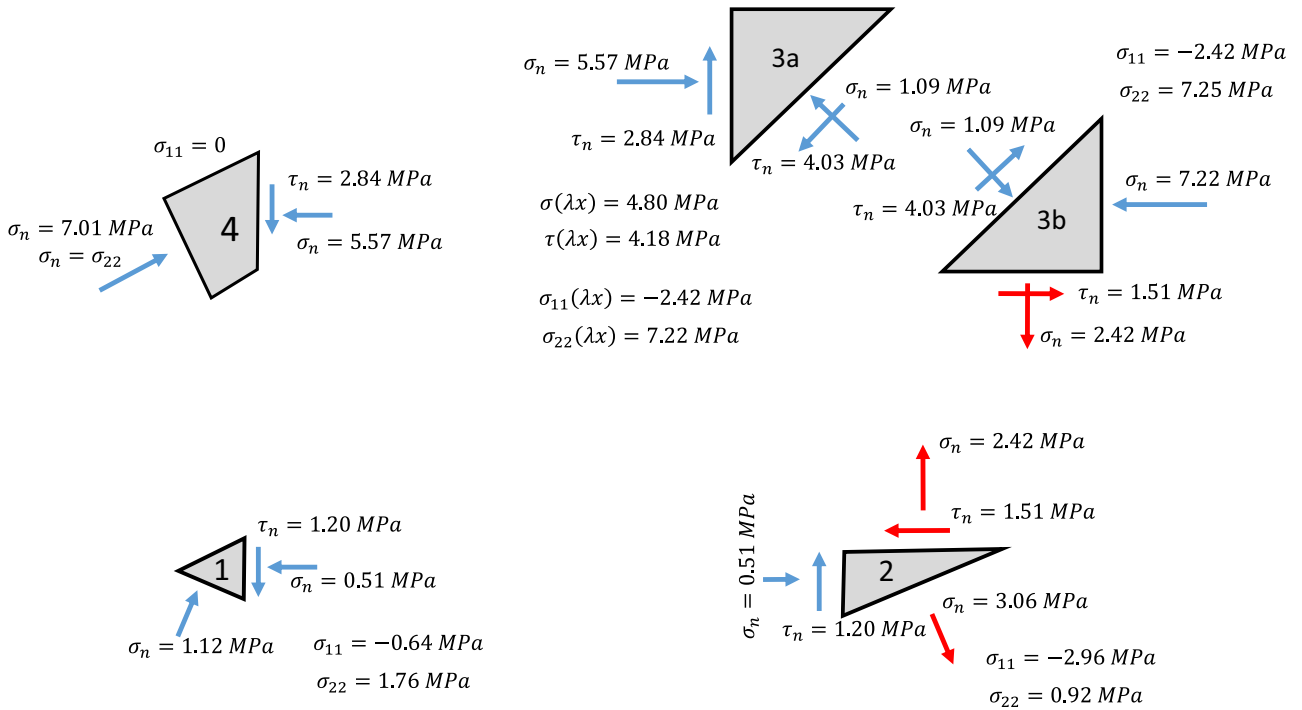 σ₁₁ = 0
4
τₙ = 2.84 MPa
σₙ = 7.01 MPa
σₙ = σ₂₂
σₙ = 5.57 MPa
σₙ = 5.57 MPa
3a
τₙ = 2.84 MPa
σₙ = 1.09 MPa
τₙ = 4.03 MPa
σ(λx) = 4.80 MPa
τ(λx) = 4.18 MPa
σ₁₁(λx) = −2.42 MPa
σ₂₂(λx) = 7.22 MPa
σ₁₁ = −2.42 MPa
σ₂₂ = 7.25 MPa
σₙ = 1.09 MPa
τₙ = 4.03 MPa
3b
σₙ = 7.22 MPa
τₙ = 1.51 MPa
σₙ = 2.42 MPa
τₙ = 1.20 MPa
1
σₙ = 0.51 MPa
σₙ = 1.12 MPa
σ₁₁ = −0.64 MPa
σ₂₂ = 1.76 MPa
σₙ = 2.42 MPa
τₙ = 1.51 MPa
σₙ = 0.51 MPa
2
τₙ = 1.20 MPa
σₙ = 3.06 MPa
σ₁₁ = −2.96 MPa
σ₂₂ = 0.92 MPa